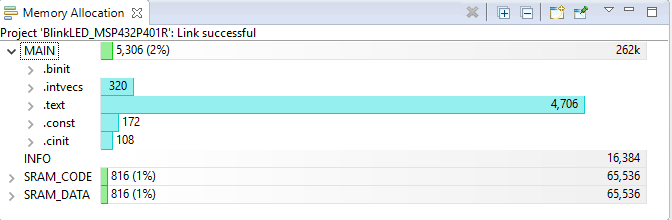 Memory Allocation
Project 'BlinkLED_MSP432P401R': Link successful
MAIN 5,306 (2%) 262k
.binit
.intvecs 320
.text 4,706
.const 172
.cinit 108
INFO 16,384
SRAM_CODE 816 (1%) 65,536
SRAM_DATA 816 (1%) 65,536